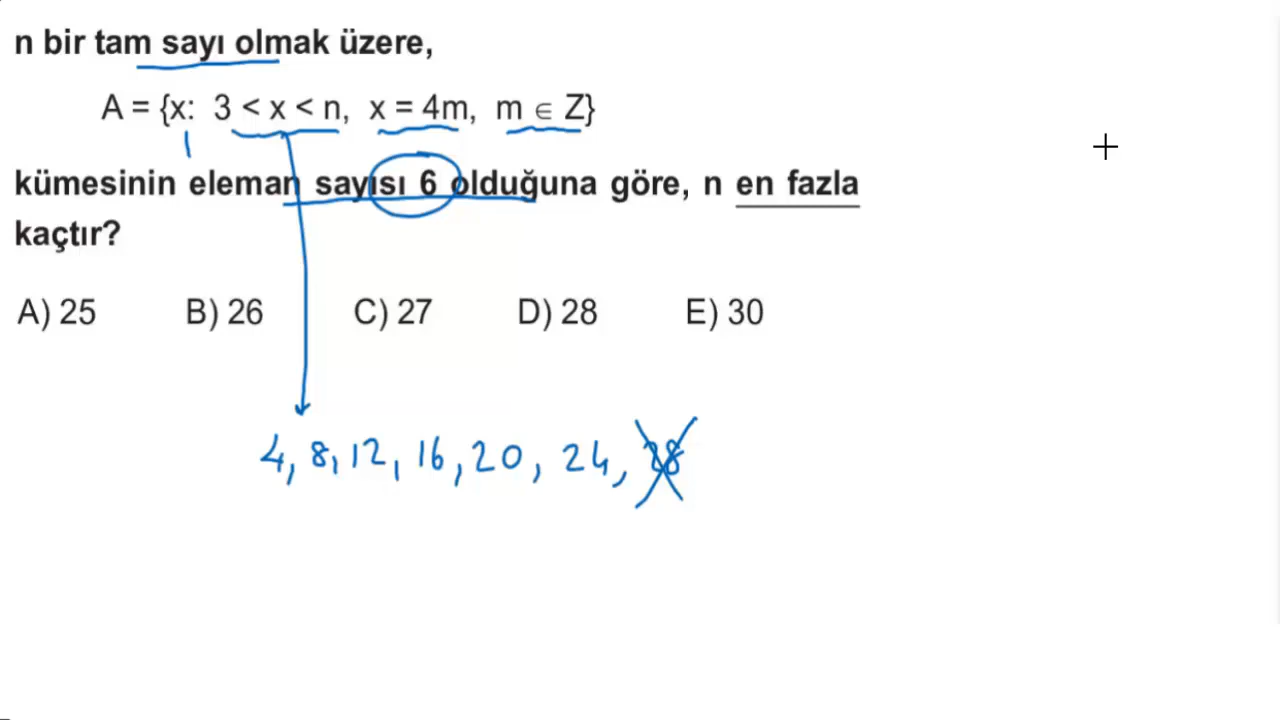 n bir tam sayı olmak üzere,
A = {x: 3 < x < n, x = 4m, m ∈ Z}
kümesinin eleman sayısı 6 olduğuna göre, n en fazla
kaçtır?
A) 25 B) 26 C) 27 D) 28 E) 30
4, 8, 12, 16, 20, 24, 28